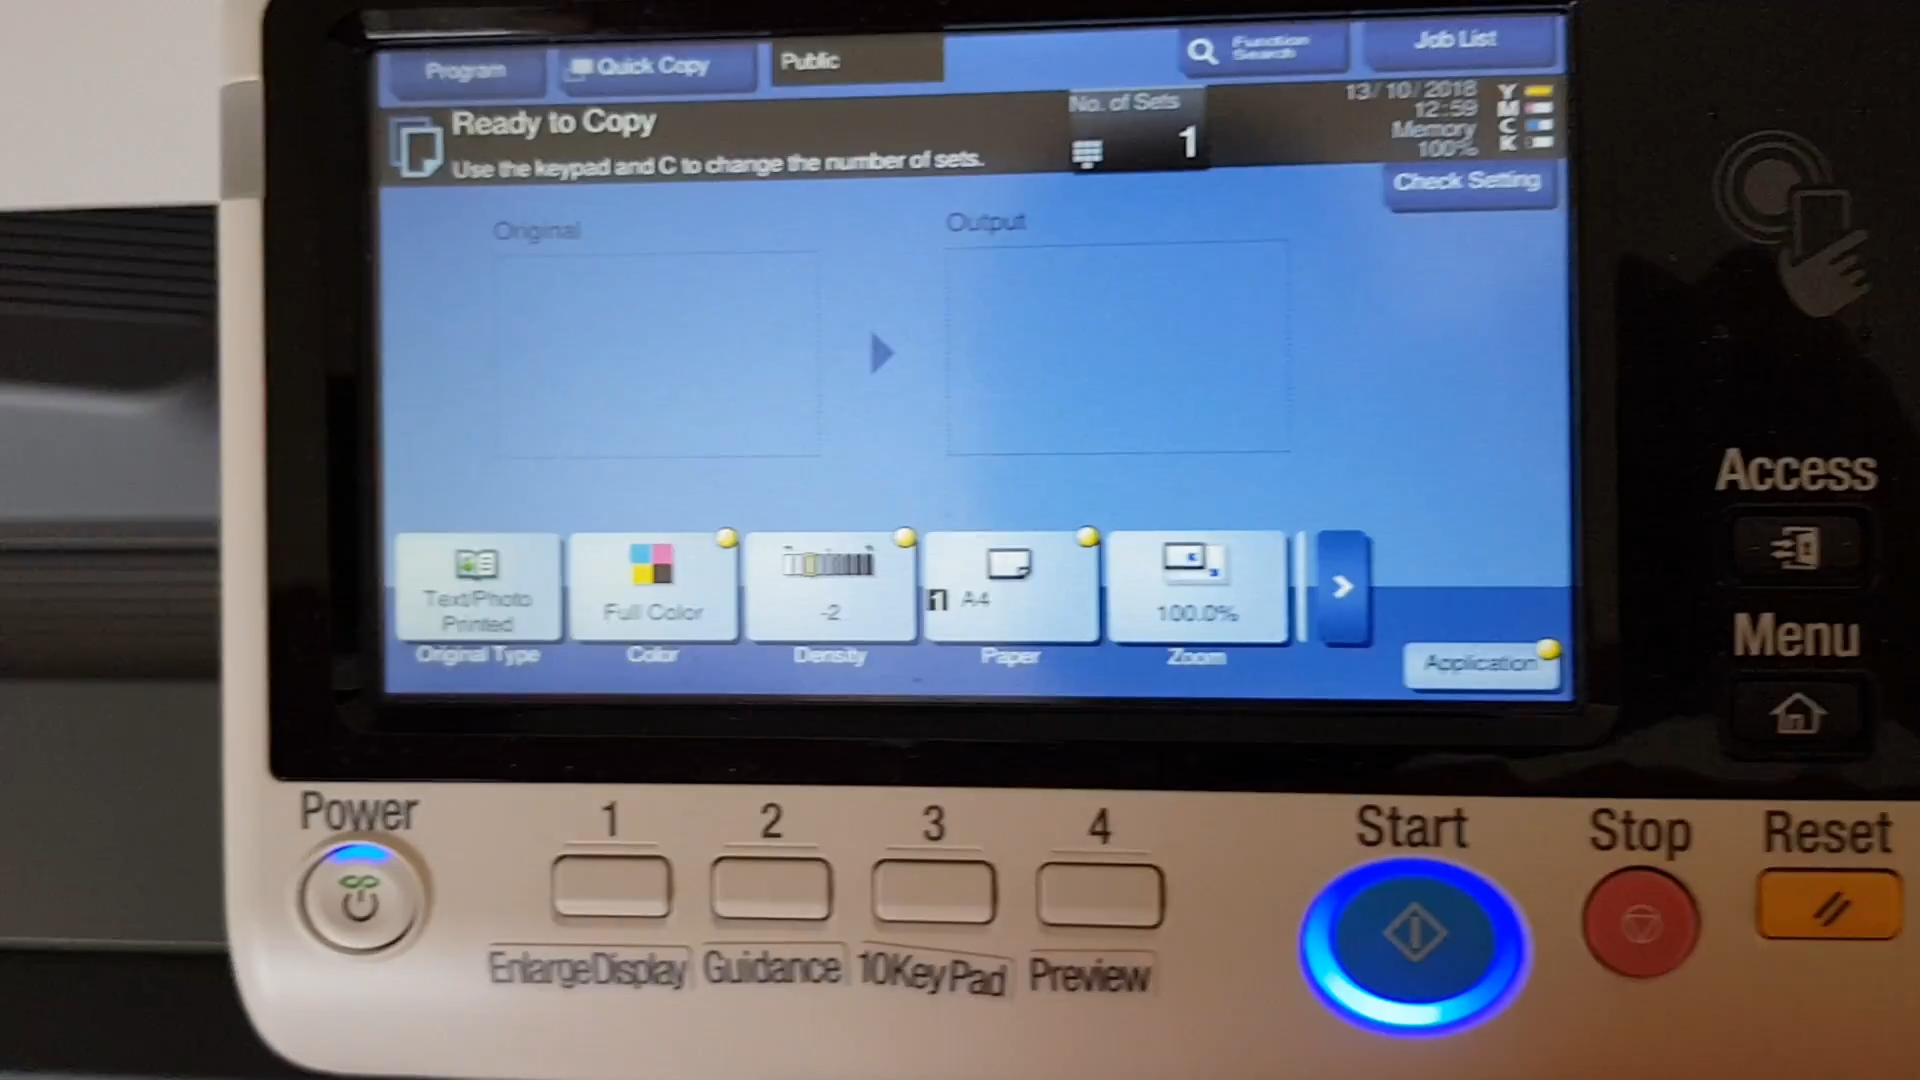 Program
Quick Copy
Public
Function
Search
Job List
Ready to Copy
Use the keypad and C to change the number of sets.
No. of Sets
1
13/10/2018
12:59
Memory
100%
Y
M
C
K
Check Setting
Original
Output
Text/Photo
Printed
Original Type
Full Color
Color
-2
Density
1 A4
Paper
100.0%
Zoom
Application
Access
Menu
Power
1
2
3
4
Enlarge Display
Guidance
10 Key Pad
Preview
Start
Stop
Reset